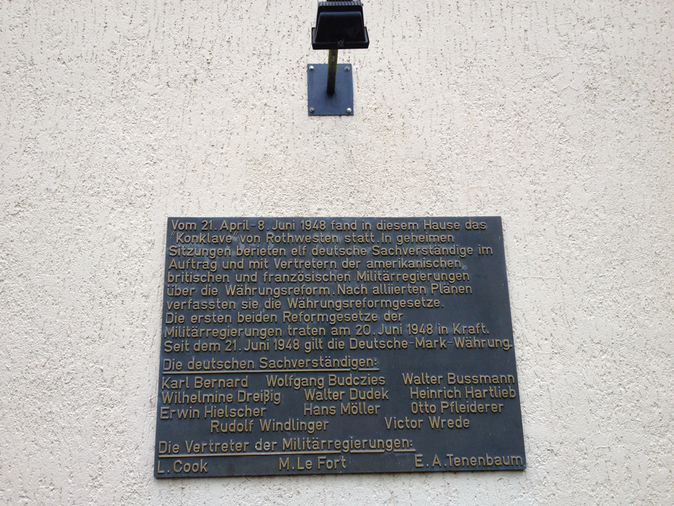 Vom 21. April - 8. Juni 1948 fand in diesem Hause das
"Konklave" von Rothwesten statt. In geheimen
Sitzungen berieten elf deutsche Sachverständige im
Auftrag und mit Vertretern der amerikanischen,
britischen und französischen Militärregierungen
über die Währungsreform. Nach alliierten Plänen
verfassten sie die Währungsreformgesetze.
Die ersten beiden Reformgesetze der
Militärregierungen traten am 20. Juni 1948 in Kraft.
Seit dem 21. Juni 1948 gilt die Deutsche-Mark-Währung.
Die deutschen Sachverständigen:
Karl Bernard Wolfgang Budczies Walter Bussmann
Wilhelmine Dreißig Walter Dudek Heinrich Hartlieb
Erwin Hielscher Hans Möller Otto Pfleiderer
Rudolf Windlinger Victor Wrede
Die Vertreter der Militärregierungen:
L. Cook M. Le Fort E. A. Tenenbaum